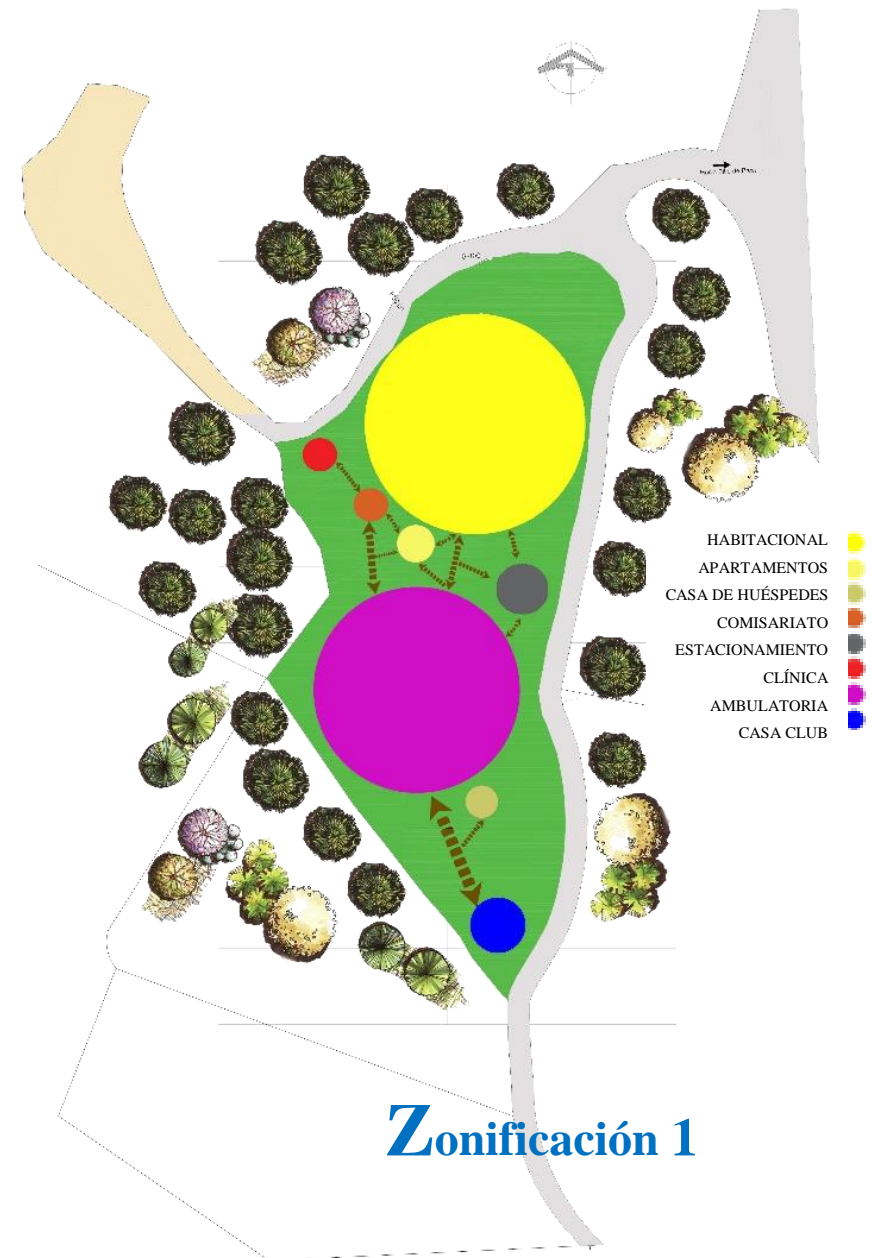 HABITACIONAL
APARTAMENTOS
CASA DE HUÉSPEDES
COMISARIATO
ESTACIONAMIENTO
CLÍNICA
AMBULATORIA
CASA CLUB
Zonificación 1